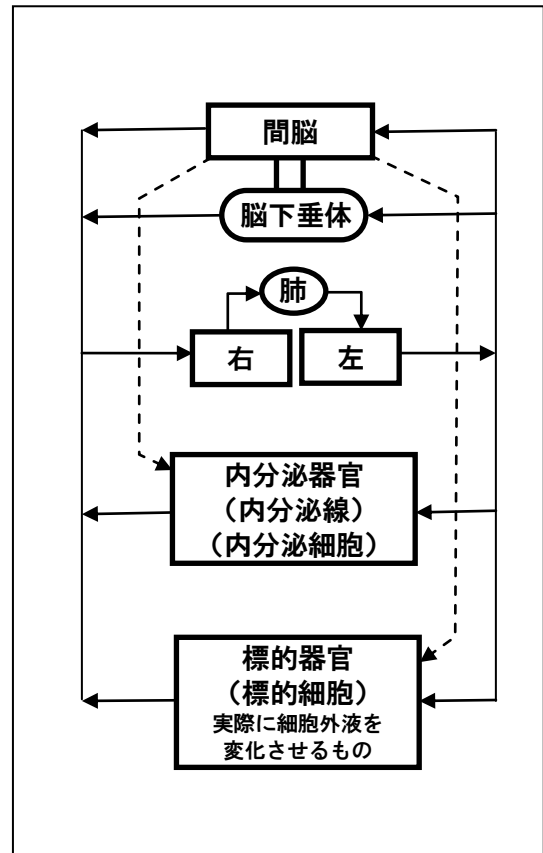 間脳
脳下垂体
肺
右
左
内分泌器官
（内分泌線）
（内分泌細胞）
標的器官
（標的細胞）
実際に細胞外液を
変化させるもの